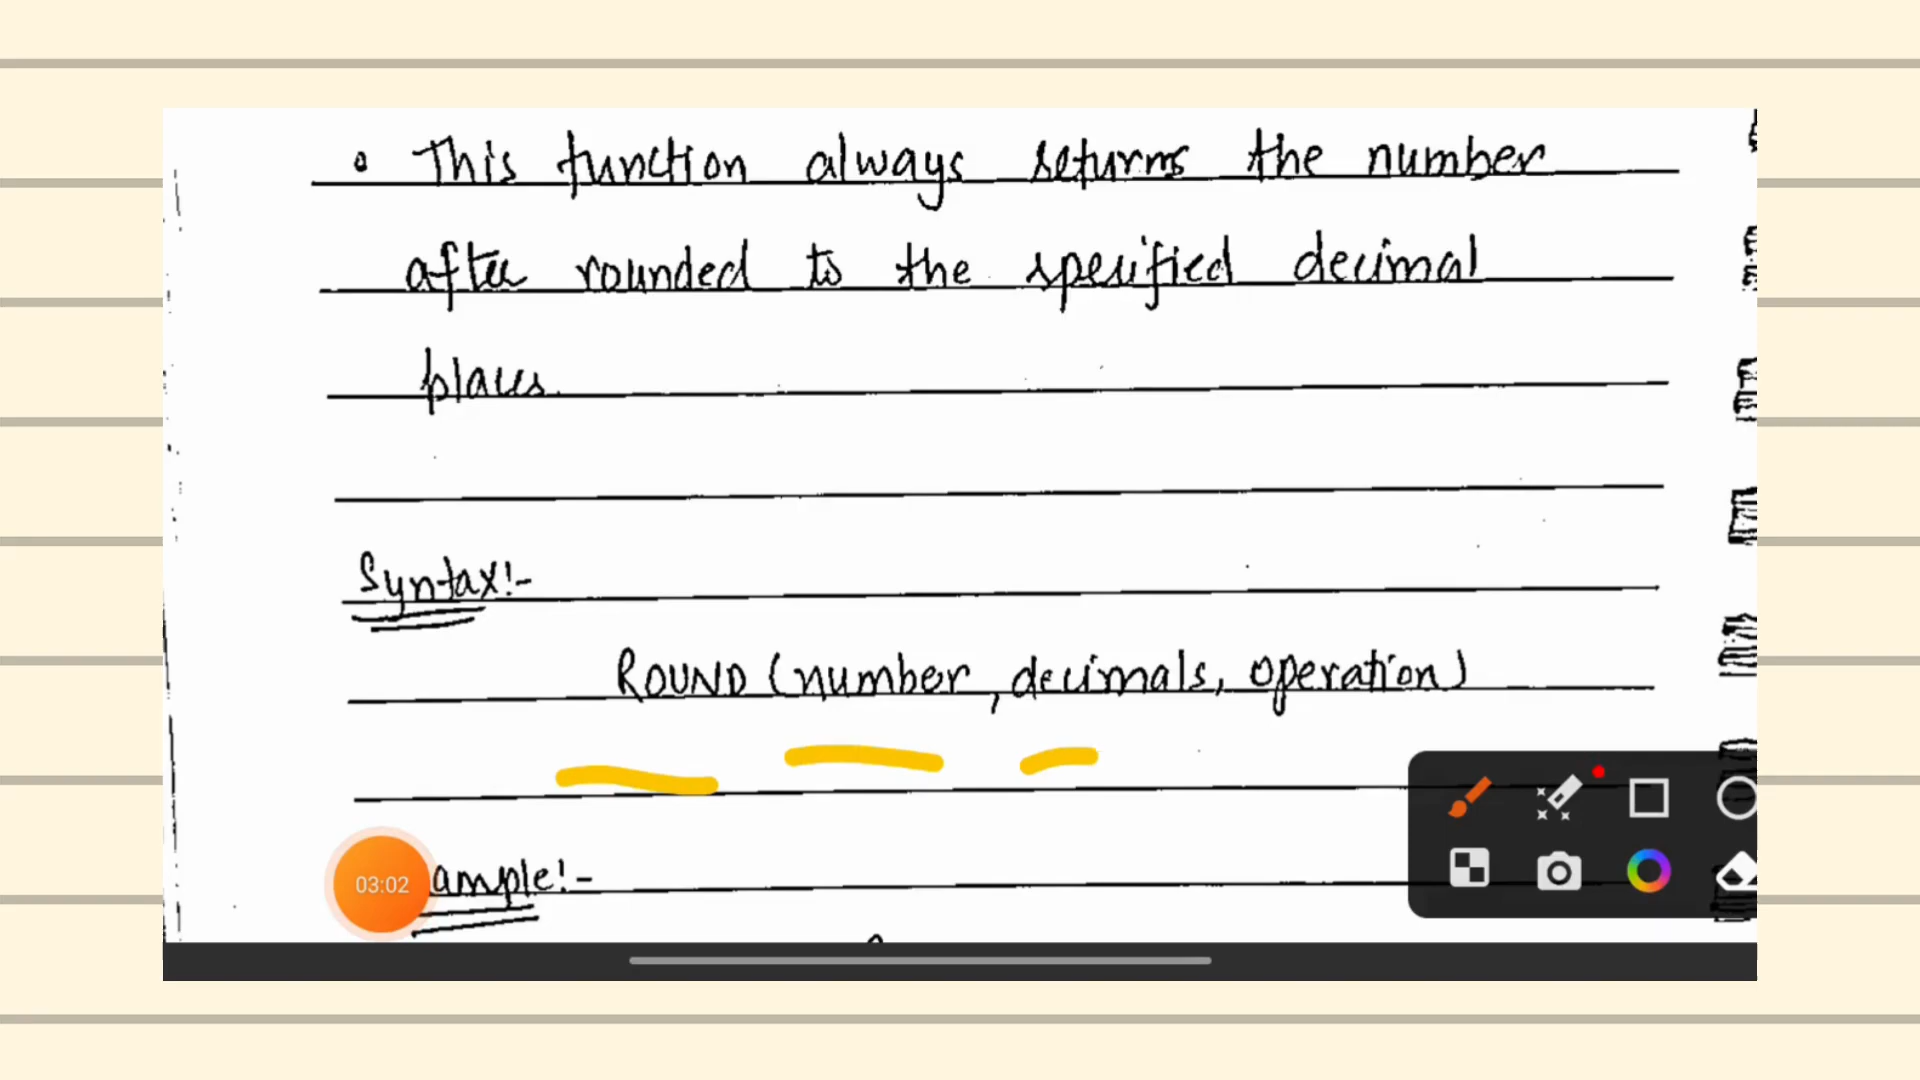 • This function always returns the number
after rounded to the specified decimal
places.
Syntax:-
ROUND (number, decimals, operation)
ample:-
03:02